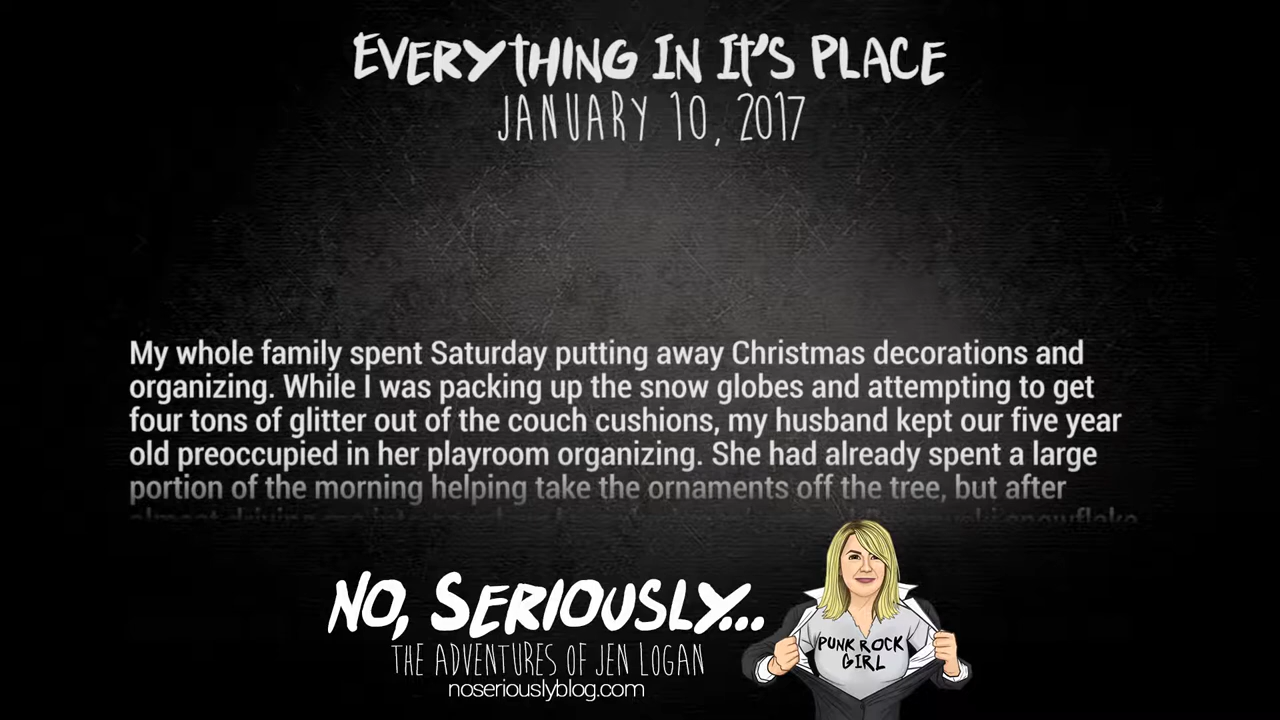 EVERYTHING IN IT'S PLACE
JANUARY 10, 2017
My whole family spent Saturday putting away Christmas decorations and
organizing. While I was packing up the snow globes and attempting to get
four tons of glitter out of the couch cushions, my husband kept our five year
old preoccupied in her playroom organizing. She had already spent a large
portion of the morning helping take the ornaments off the tree, but after
NO, SERIOUSLY...
THE ADVENTURES OF JEN LOGAN
noseriouslyblog.com
PUNK ROCK
GIRL